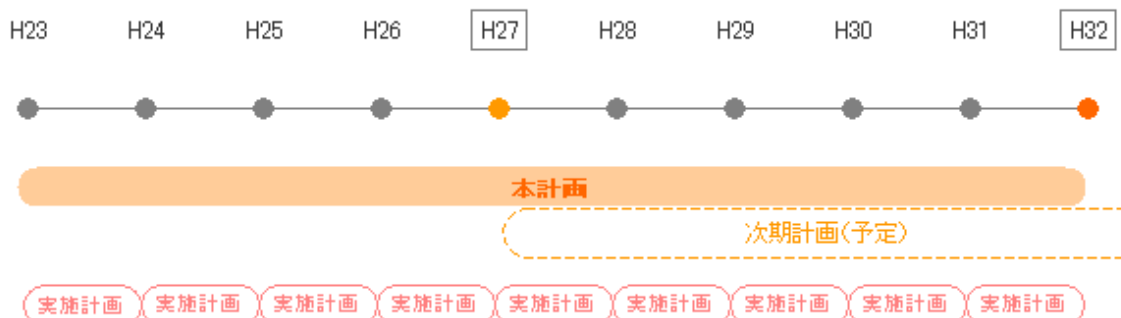 H23 H24 H25 H26 H27 H28 H29 H30 H31 H32
本計画
次期計画(予定)
実施計画 実施計画 実施計画 実施計画 実施計画 実施計画 実施計画 実施計画 実施計画